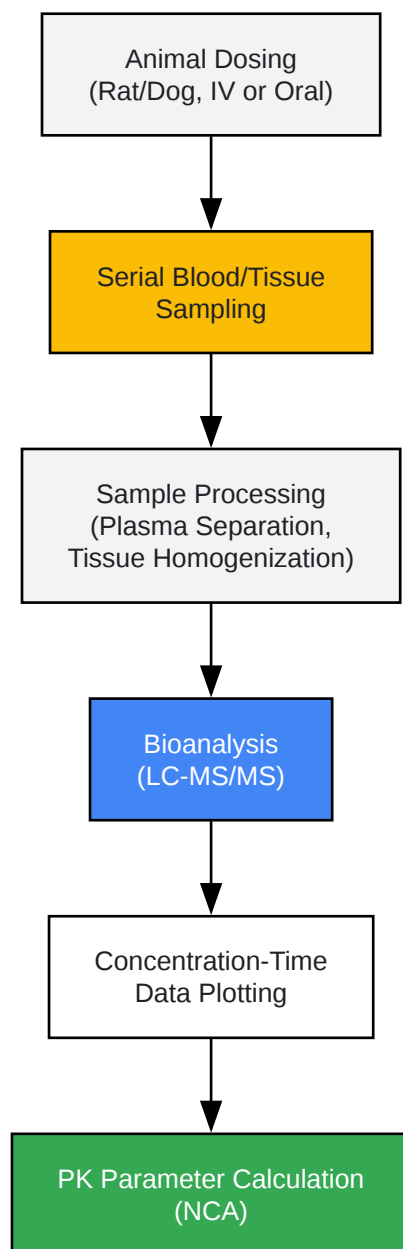 Animal Dosing
(Rat/Dog, IV or Oral)
Serial Blood/Tissue
Sampling
Sample Processing
(Plasma Separation,
Tissue Homogenization)
Bioanalysis
(LC-MS/MS)
Concentration-Time
Data Plotting
PK Parameter Calculation
(NCA)